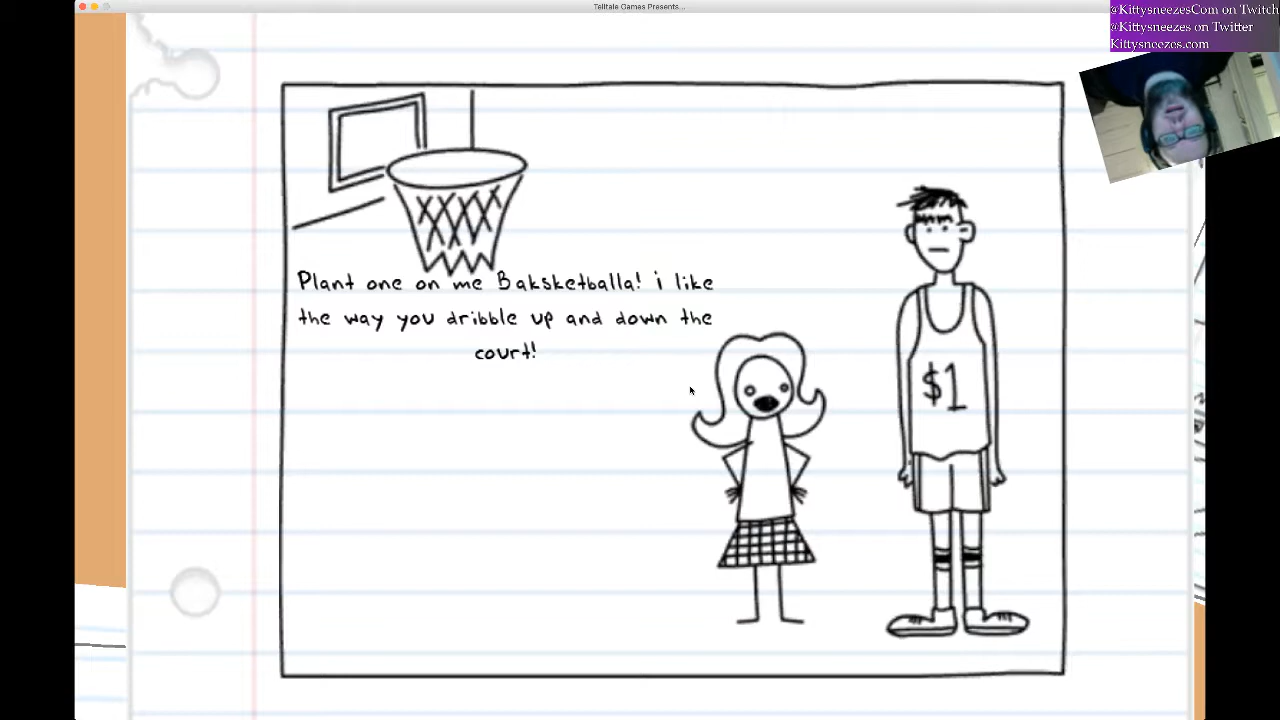 Telltale Games Presents...
@KittysneezesCom on Twitch
@Kittysneezes on Twitter
Kittysneezes.com
Plant one on me Baksketballa! i like
the way you dribble up and down the
court!
$1